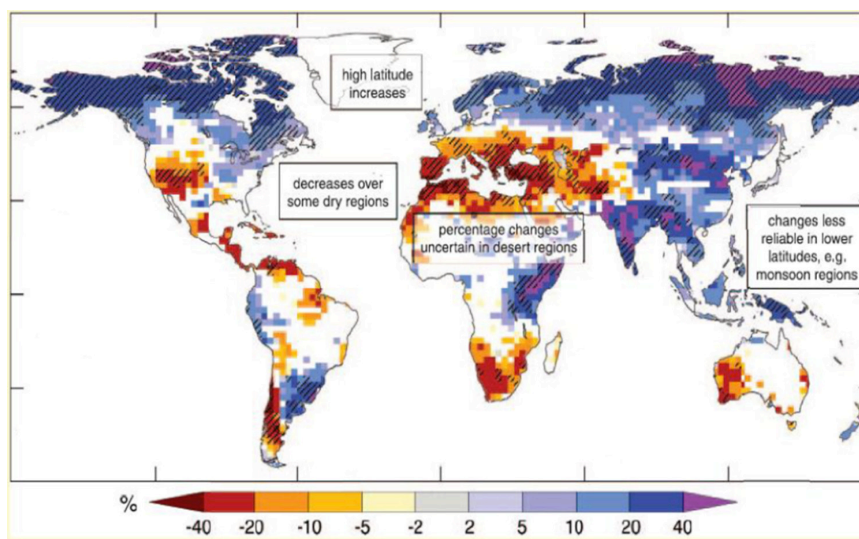 high latitude
increases
decreases over
some dry regions
percentage changes
uncertain in desert regions
changes less
reliable in lower
latitudes, e.g.
monsoon regions
%
-40 -20 -10 -5 -2 2 5 10 20 40